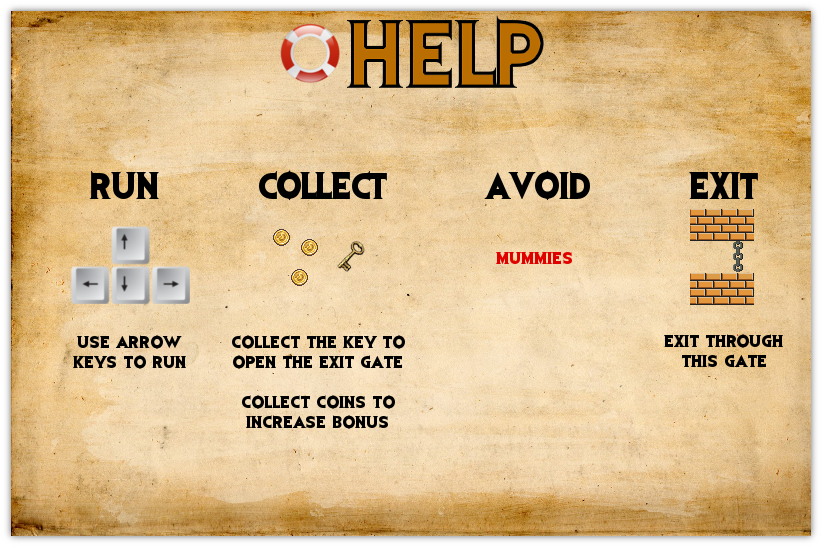 HELP
RUN
COLLECT
AVOID
EXIT
MUMMIES
USE ARROW
KEYS TO RUN
COLLECT THE KEY TO
OPEN THE EXIT GATE
COLLECT COINS TO
INCREASE BONUS
EXIT THROUGH
THIS GATE